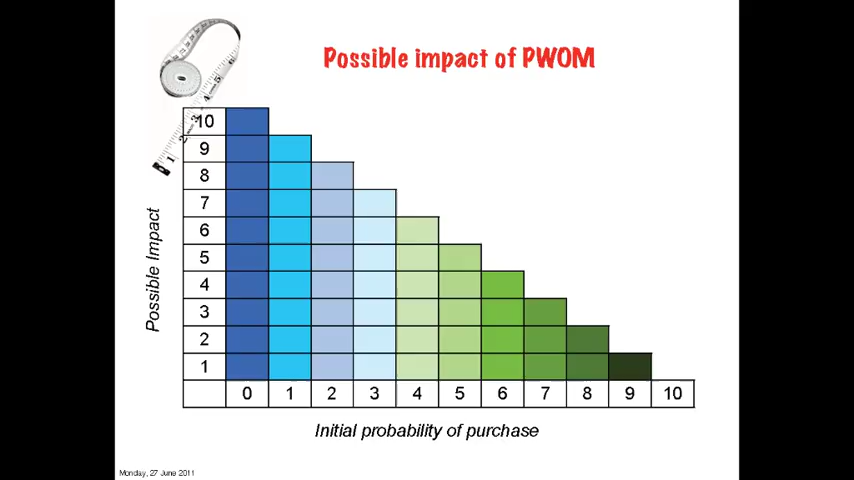 Possible impact of PWOM
10
9
8
7
6
5
4
3
2
1
Possible Impact
0 1 2 3 4 5 6 7 8 9 10
Initial probability of purchase
Monday, 27 June 2011